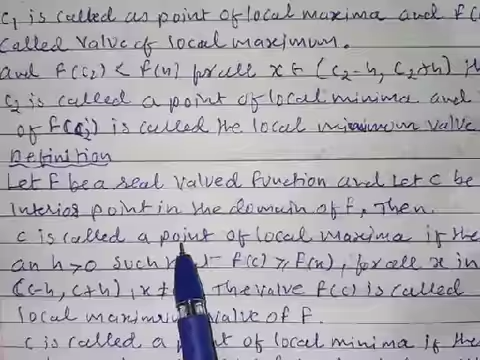 C1 is called as point of local maxima and f(
called value of local maximum.
and f(c2) < f(x) for all x ∈ (c2-h, c2+h)
c2 is called a point of local minima and
of f(c2) is called the local minimum value
Definition
Let f be a real valued function and let c be
interior point in the domain of f, Then.
c is called a point of local maxima if the
an h>0 such f(c) ≥ f(x), for all x in
(c-h, c+h), x≠ The value f(c) is called
local maximum value of f.
c is called a point of local minima if the